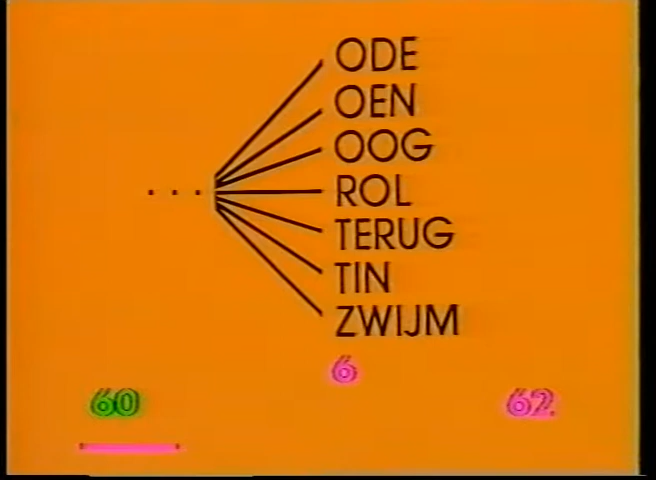 ODE
OEN
OOG
... ROL
TERUG
TIN
ZWIJM
6
60 62